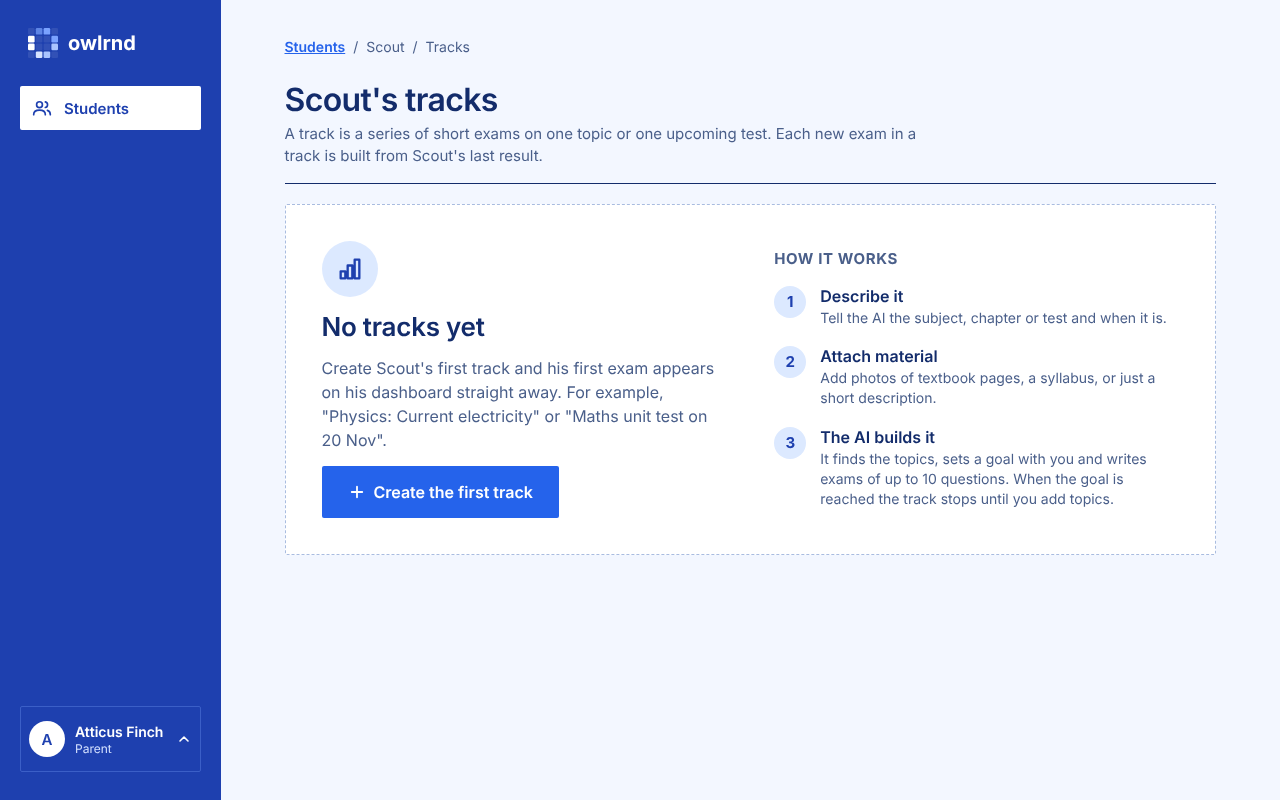 owlrnd
Students
Atticus Finch
Parent
A
Students / Scout / Tracks
Scout's tracks
A track is a series of short exams on one topic or one upcoming test. Each new exam in a
track is built from Scout's last result.
No tracks yet
Create Scout's first track and his first exam appears
on his dashboard straight away. For example,
"Physics: Current electricity" or "Maths unit test on
20 Nov".
+ Create the first track
HOW IT WORKS
1
Describe it
Tell the AI the subject, chapter or test and when it is.
2
Attach material
Add photos of textbook pages, a syllabus, or just a
short description.
3
The AI builds it
It finds the topics, sets a goal with you and writes
exams of up to 10 questions. When the goal is
reached the track stops until you add topics.